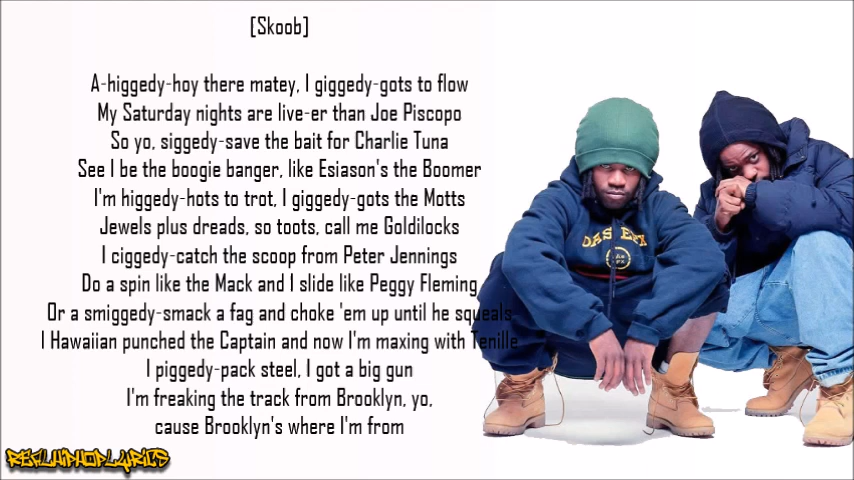 [Skoob]
A-higgedy-hoy there matey, I giggedy-gots to flow
My Saturday nights are live-er than Joe Piscopo
So yo, siggedy-save the bait for Charlie Tuna
See I be the boogie banger, like Esiason's the Boomer
I'm higgedy-hots to trot, I giggedy-gots the Motts
Jewels plus dreads, so toots, call me Goldilocks
I ciggedy-catch the scoop from Peter Jennings
Do a spin like the Mack and I slide like Peggy Fleming
Or a smiggedy-smack a fag and choke 'em up until he squeals
I Hawaiian punched the Captain and now I'm maxing with Tenille
I piggedy-pack steel, I got a big gun
I'm freaking the track from Brooklyn, yo,
cause Brooklyn's where I'm from
DAS EFX
REFLHIPHOPLYRICS